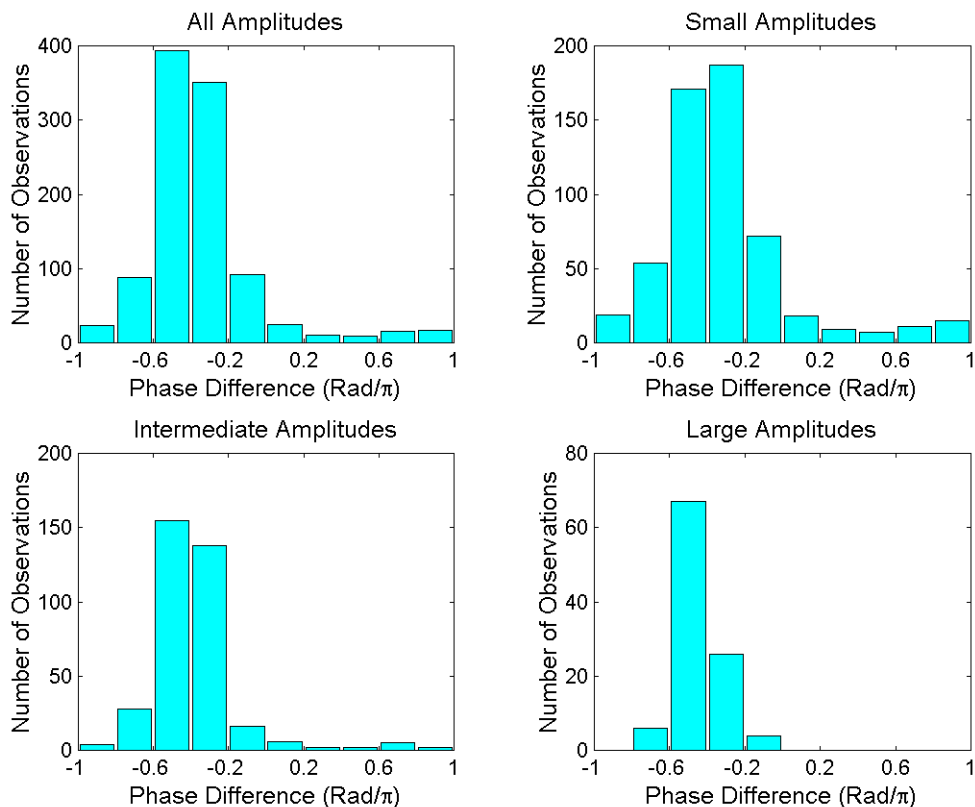 All Amplitudes
400
300
200
100
0
-1 -0.6 -0.2 0.2 0.6 1
Number of Observations
Phase Difference (Rad/π)
Small Amplitudes
200
150
100
50
0
-1 -0.6 -0.2 0.2 0.6 1
Number of Observations
Phase Difference (Rad/π)
Intermediate Amplitudes
200
150
100
50
0
-1 -0.6 -0.2 0.2 0.6 1
Number of Observations
Phase Difference (Rad/π)
Large Amplitudes
80
60
40
20
0
-1 -0.6 -0.2 0.2 0.6 1
Number of Observations
Phase Difference (Rad/π)